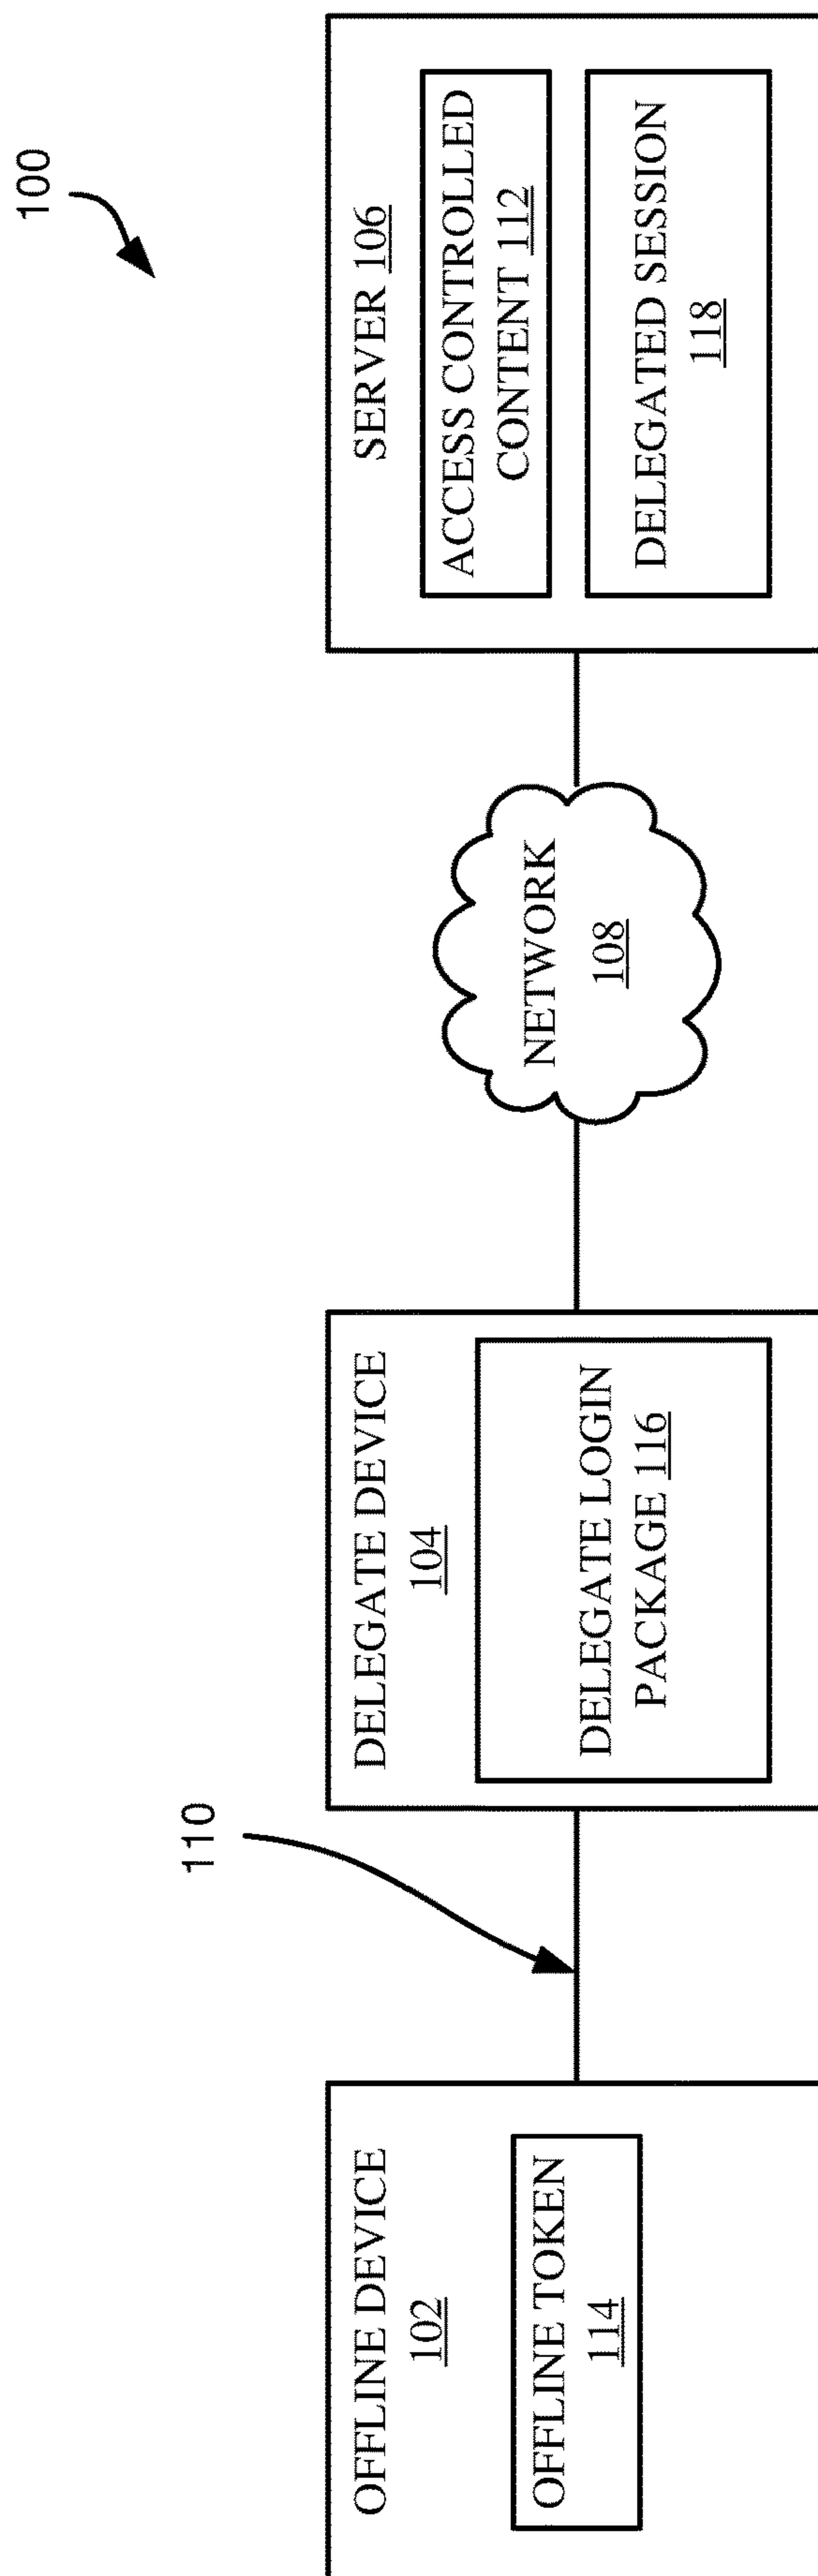 100
110
OFFLINE DEVICE
102
OFFLINE TOKEN
114
DELEGATE DEVICE
104
DELEGATE LOGIN
PACKAGE 116
NETWORK
108
SERVER 106
ACCESS CONTROLLED
CONTENT 112
DELEGATED SESSION
118